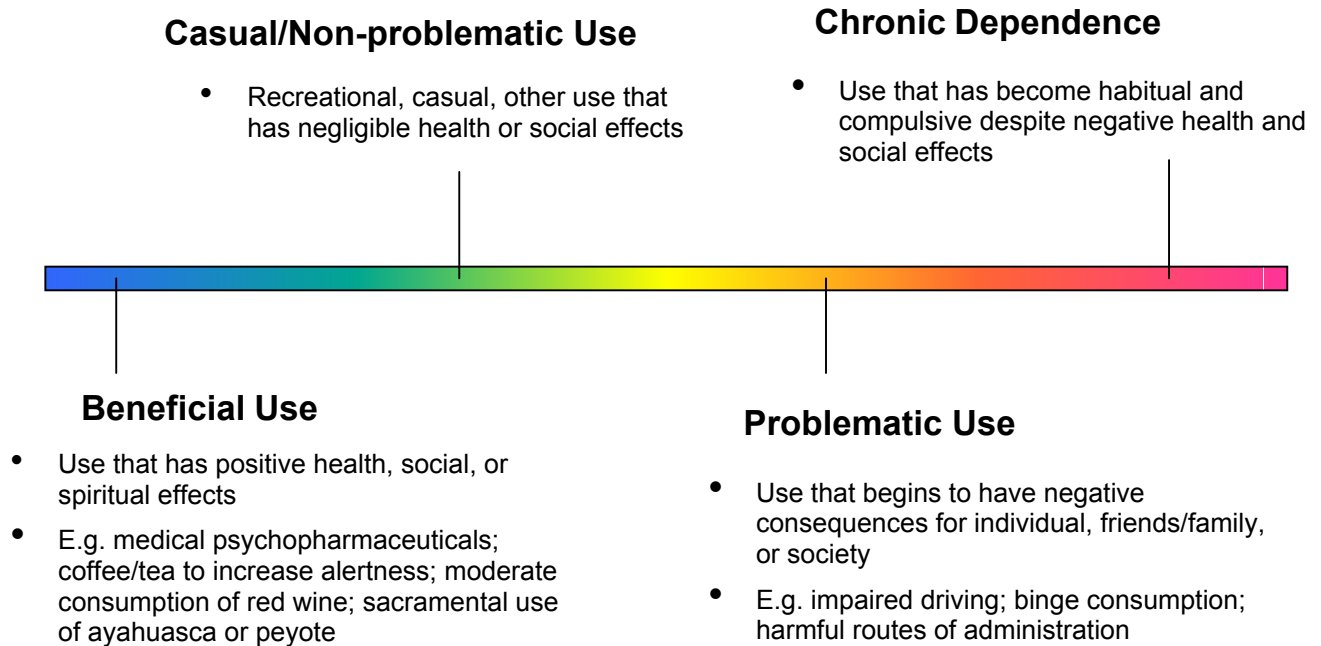 Casual/Non-problematic Use
• Recreational, casual, other use that
has negligible health or social effects
Chronic Dependence
• Use that has become habitual and
compulsive despite negative health and
social effects
Beneficial Use
• Use that has positive health, social, or
spiritual effects
• E.g. medical psychopharmaceuticals;
coffee/tea to increase alertness; moderate
consumption of red wine; sacramental use
of ayahuasca or peyote
Problematic Use
• Use that begins to have negative
consequences for individual, friends/family,
or society
• E.g. impaired driving; binge consumption;
harmful routes of administration